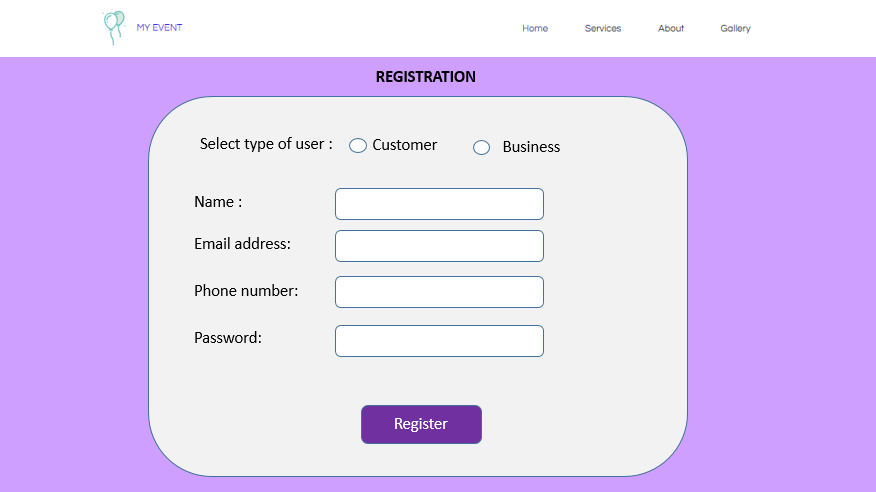 MY EVENT
Home Services About Gallery
REGISTRATION
Select type of user : Customer Business
Name :
Email address:
Phone number:
Password:
Register